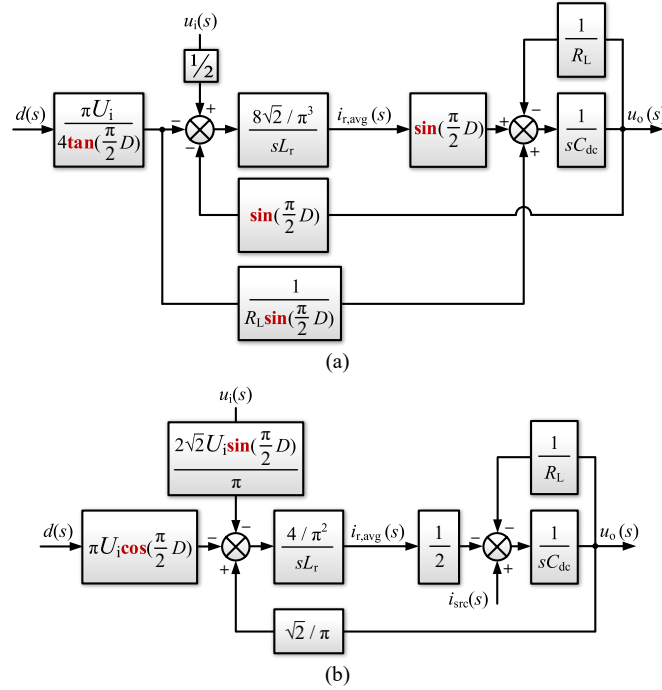 u_i(s)
1/2
1
R_L
d(s)
πU_i
4tan(π/2 D)
−
+
−
8√2 / π³
sL_r
i_r,avg(s)
sin(π/2 D)
+
−
+
1
sC_dc
u_o(s)
sin(π/2 D)
1
R_L sin(π/2 D)
(a)
u_i(s)
2√2U_i sin(π/2 D)
π
1
R_L
d(s)
πU_i cos(π/2 D)
−
−
+
4 / π²
sL_r
i_r,avg(s)
1
2
−
−
+
1
sC_dc
u_o(s)
i_src(s)
√2 / π
(b)